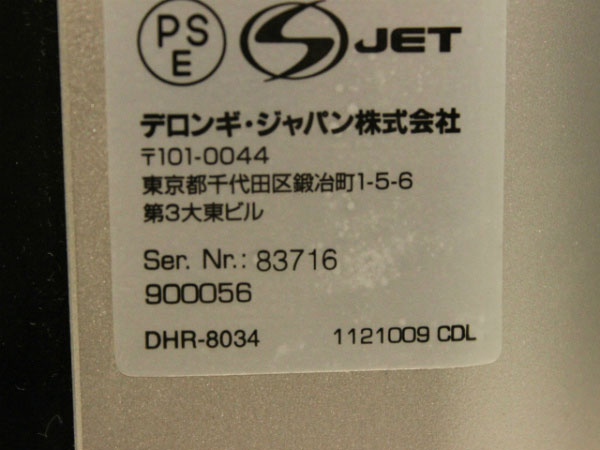 PS
E
S JET
デロンギ・ジャパン株式会社
〒101-0044
東京都千代田区鍛冶町1-5-6
第3大東ビル
Ser. Nr.: 83716
900056
DHR-8034 1121009 CDL